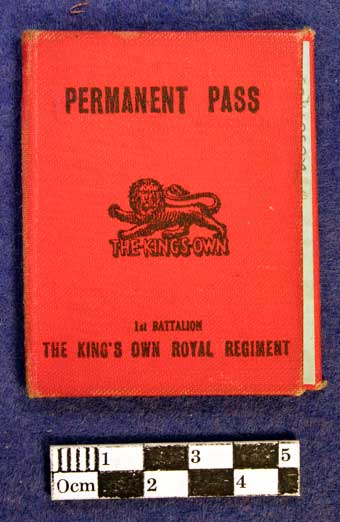 PERMANENT PASS
THE·KING'S·OWN
1st BATTALION
THE KING'S OWN ROYAL REGIMENT
1 3 5
0cm 2 4